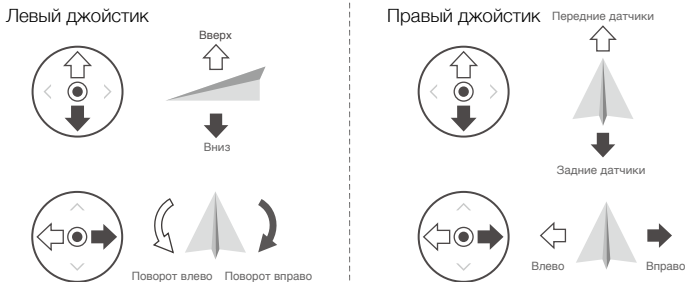 Левый джойстик
Вверх
Вниз
Поворот влево
Поворот вправо
Правый джойстик
Передние датчики
Задние датчики
Влево
Вправо